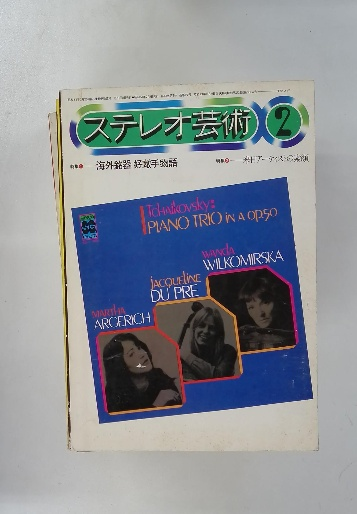 ステレオ芸術
2
海外銘器 好敵手物語
Tchaikovsky:
PIANO TRIO in A op.50
wanda
WILKOMIRSKA
jacqueline
DU PRE
martha
ARGERICH